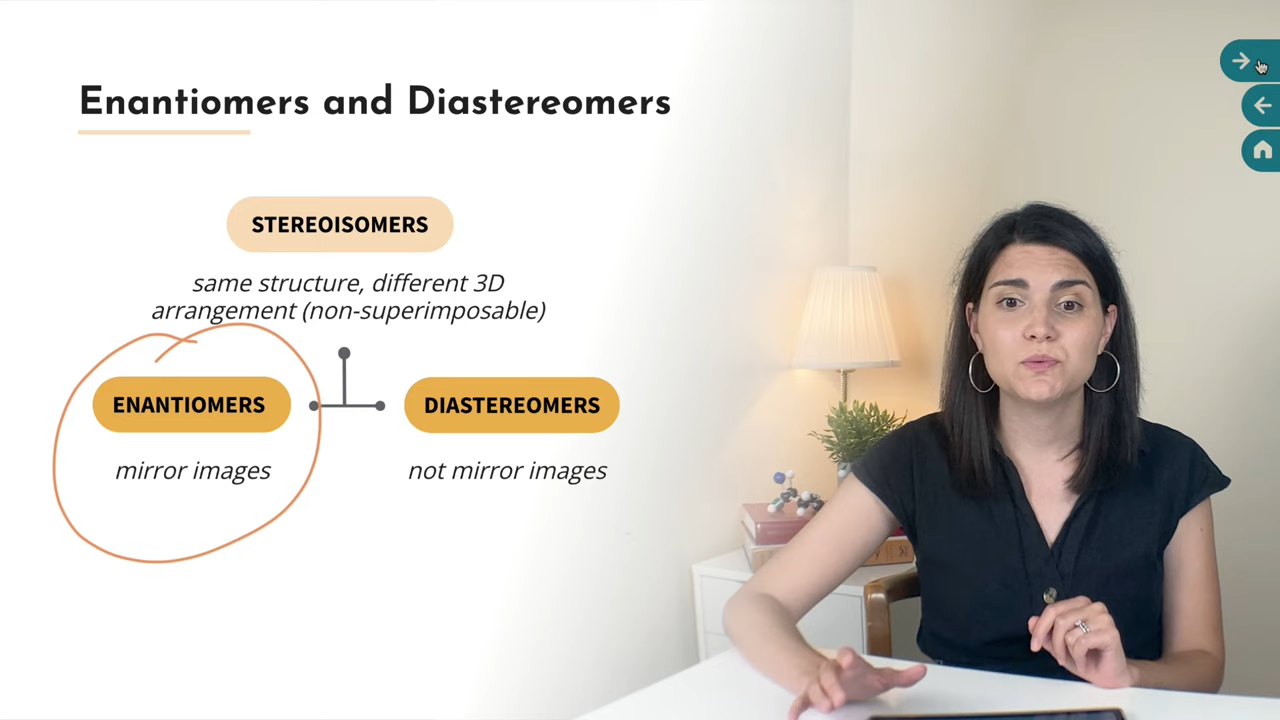 Enantiomers and Diastereomers
STEREOISOMERS
same structure, different 3D
arrangement (non-superimposable)
ENANTIOMERS
DIASTEREOMERS
mirror images
not mirror images